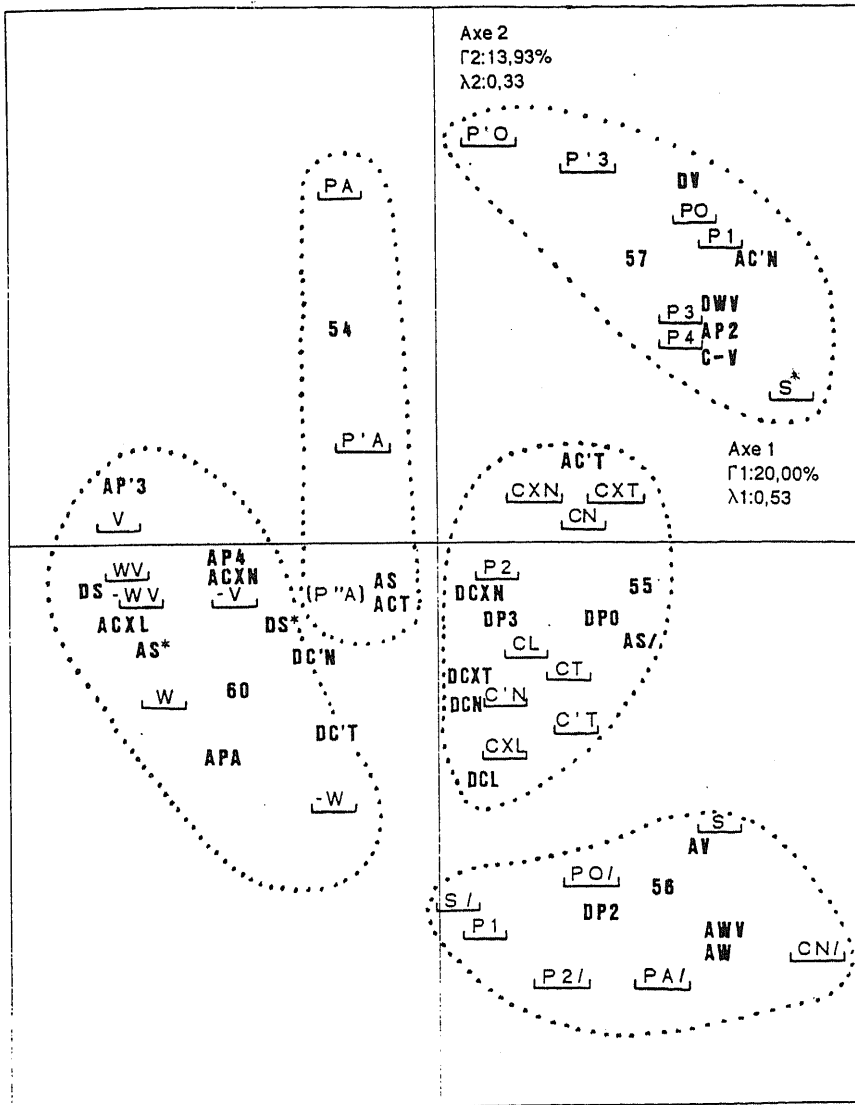 Axe 2
Γ2:13,93%
λ2:0,33
P'O
P'3
PA
DV
PO
P1
AC'N
57
54
P3
DWV
P4
AP2
C-V
S*
P'A
Axe 1
Γ1:20,00%
λ1:0,53
AC'T
AP'3
CXN
CXT
V
CN
AP4
WV
ACXN
(P"A)
AS
P2
55
DS
-WV
-V
ACT
DCXN
ACXL
DS*
DP3
DPO
AS*
DC'N
CL
AS/
DCXT
CT
W
60
DCN
C'N
DC'T
C'T
APA
CXL
DCL
-W
S
AV
PO/
56
S/
DP2
P1
AWV
AW
CN/
P2/
PA/